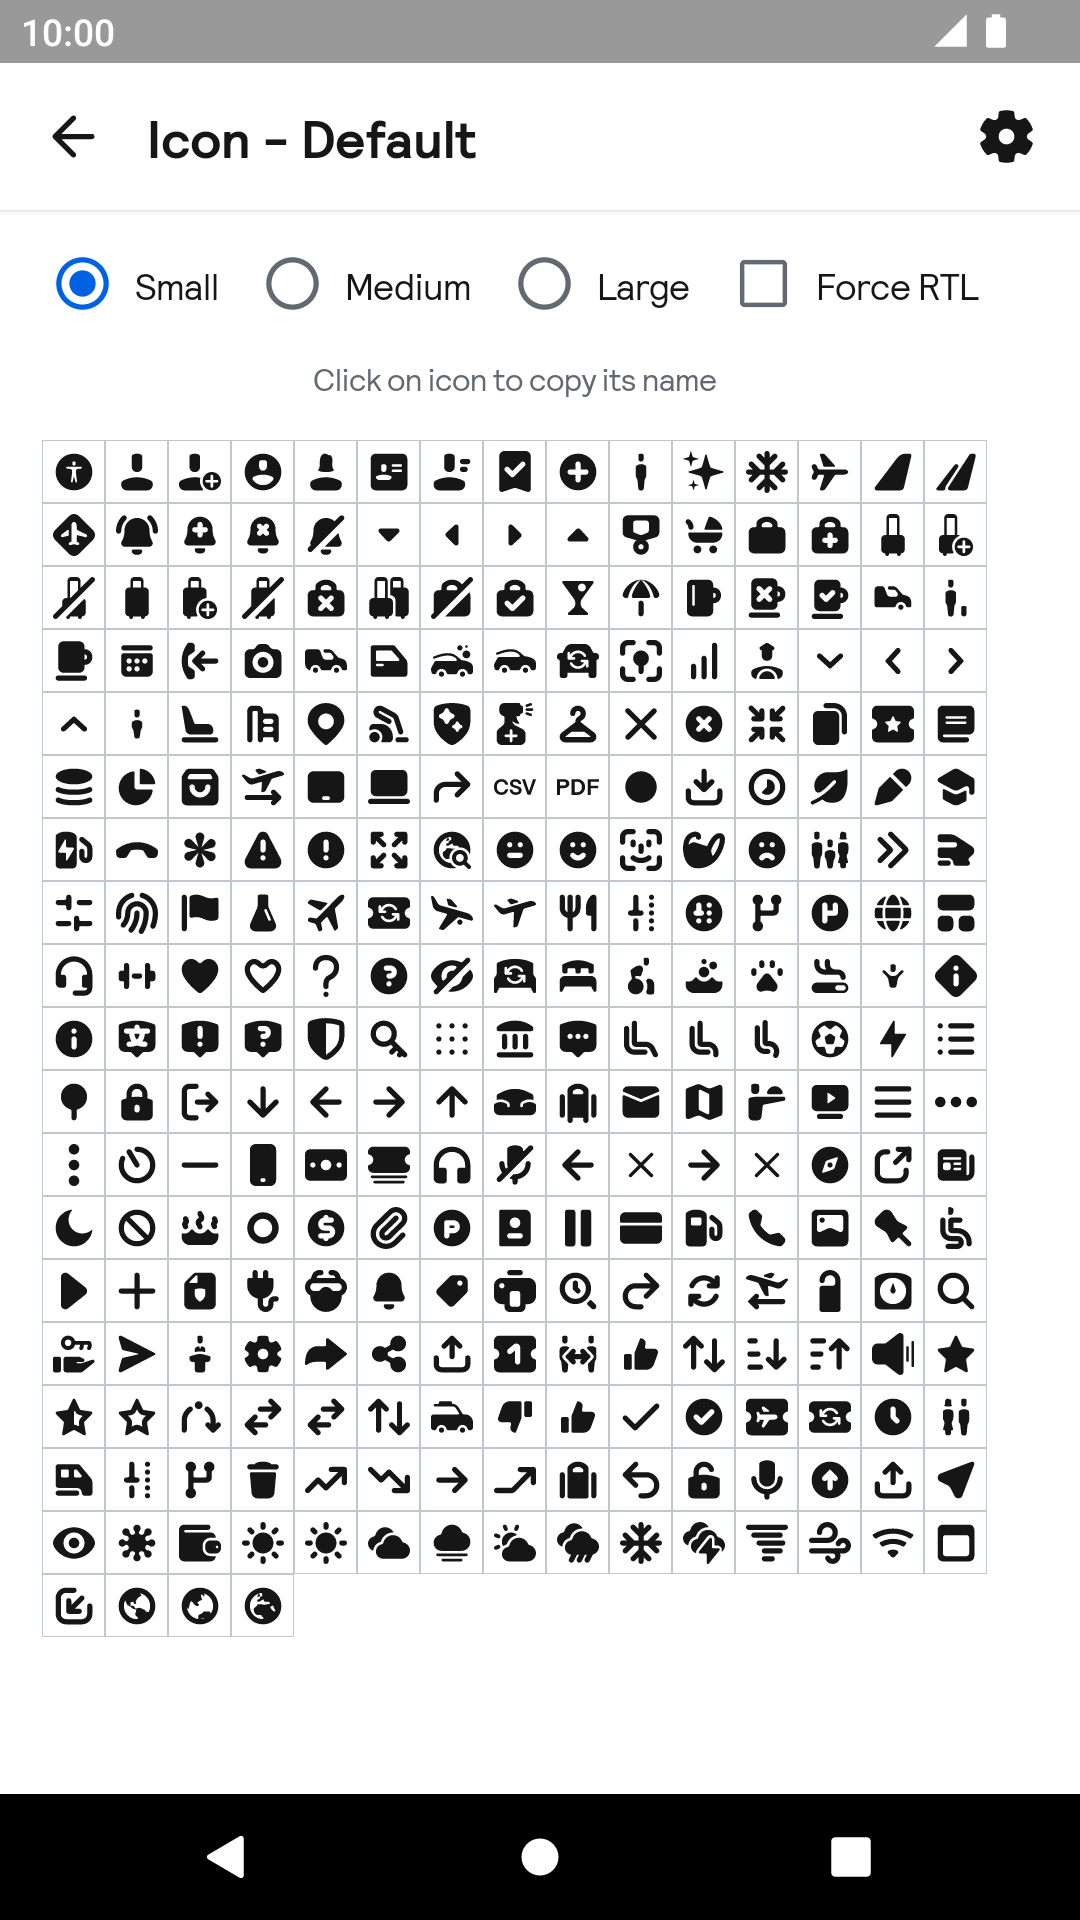 10:00
Icon - Default
Small Medium Large Force RTL
Click on icon to copy its name
CSV PDF